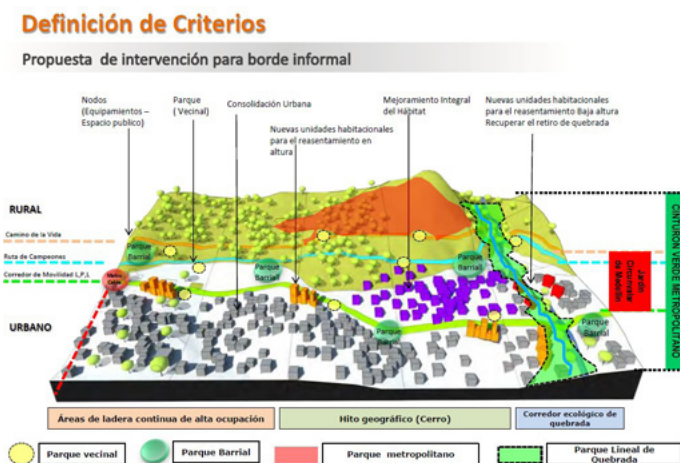 Definición de Criterios
Propuesta de intervención para borde informal
Nodos
(Equipamientos –
Espacio publico)
Parque
( Vecinal)
Consolidación Urbana
Nuevas unidades habitacionales
para el reasentamiento en
altura
Mejoramiento Integral
del Hábitat
Nuevas unidades habitacionales
para el reasentamiento Baja altura
Recuperar el retiro de quebrada
RURAL
Camino de la Vida
Ruta de Campeones
Corredor de Movilidad L,P,L
URBANO
Parque
Barrial
Metro
Cable
Parque
Barrial
Parque
Barrial
Parque
Barrial
Parque
Barrial
Jardín
Circunvalar
de Medellín
CINTURÓN VERDE METROPOLITANO
Áreas de ladera continua de alta ocupación
Hito geográfico (Cerro)
Corredor ecológico de
quebrada
Parque vecinal
Parque Barrial
Parque metropolitano
Parque Lineal de
Quebrada